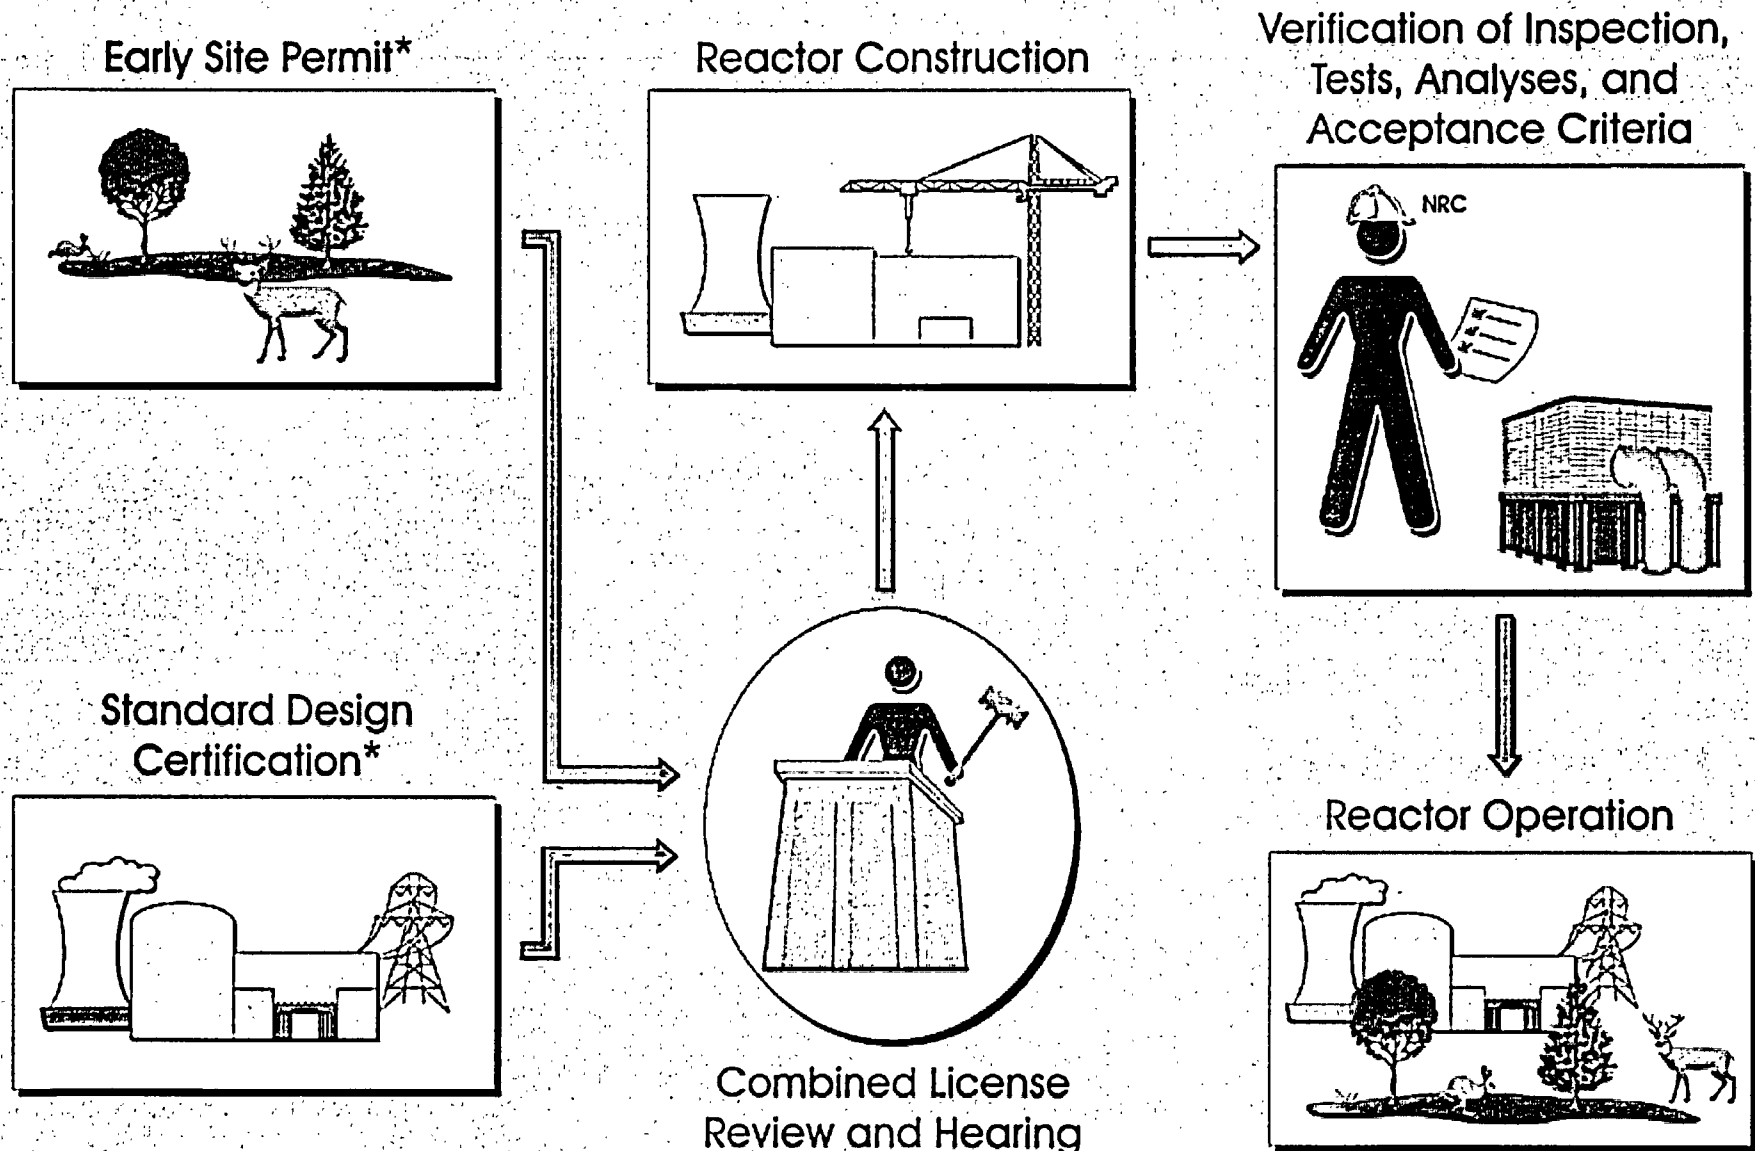 Early Site Permit*
Reactor Construction
Verification of Inspection,
Tests, Analyses, and
Acceptance Criteria
NRC
Standard Design
Certification*
Combined License
Review and Hearing
Reactor Operation